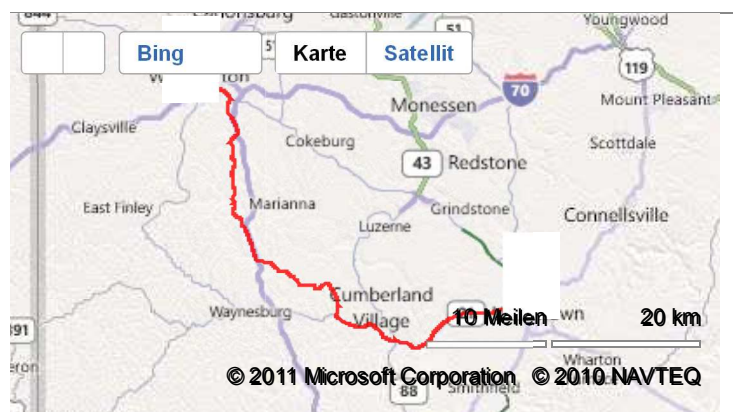 Youngwood
51
Bing
Karte
Satellit
119
70
Monessen
Mount Pleasant
Claysville
Cokeburg
Scottdale
43
Redstone
East Finley
Marianna
Grindstone
Connellsville
Luzerne
Cumberland
Village
Waynesburg
10 Meilen
20 km
Wharton
© 2011 Microsoft Corporation
© 2010 NAVTEQ
88
Smithfield